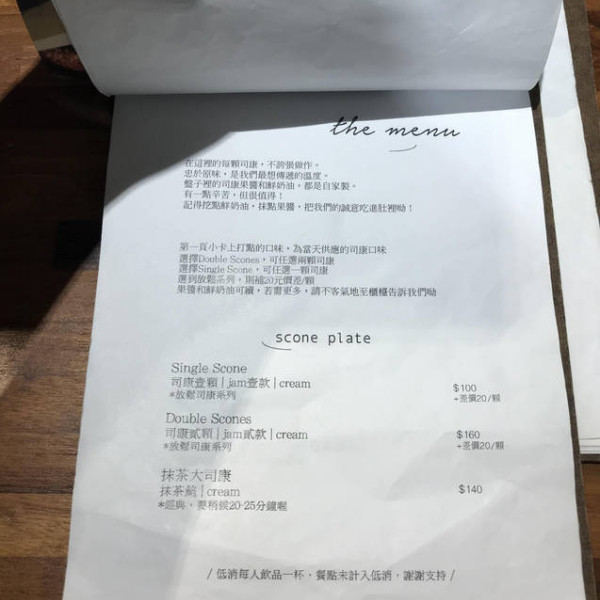 the menu
在這裡的每顆司康，不誇張做作。
忠於原味，是我們最想傳遞的溫度。
盤子裡的司康果醬和鮮奶油，都是自家製。
有一點辛苦，但很值得！
記得挖點鮮奶油，抹點果醬，把我們的誠意吃進肚裡呦！
第一頁小卡上打點的口味，為當天供應的司康口味
選擇Double Scones，可任選兩顆司康
選擇Single Scone，可任選一顆司康
選到放鬆系列，則補20元價差/顆
果醬和鮮奶油可續，若需更多，請不客氣地至櫃檯告訴我們呦
scone plate
Single Scone
司康壹顆 | jam壹款 | cream
$100
*放鬆司康系列
+差價20/顆
Double Scones
司康貳顆 | jam貳款 | cream
$160
*放鬆司康系列
+差價20/顆
抹茶大司康
抹茶餡 | cream
$140
*經典，要稍候20-25分鐘喔
/ 低消每人飲品一杯，餐點未計入低消，謝謝支持 /